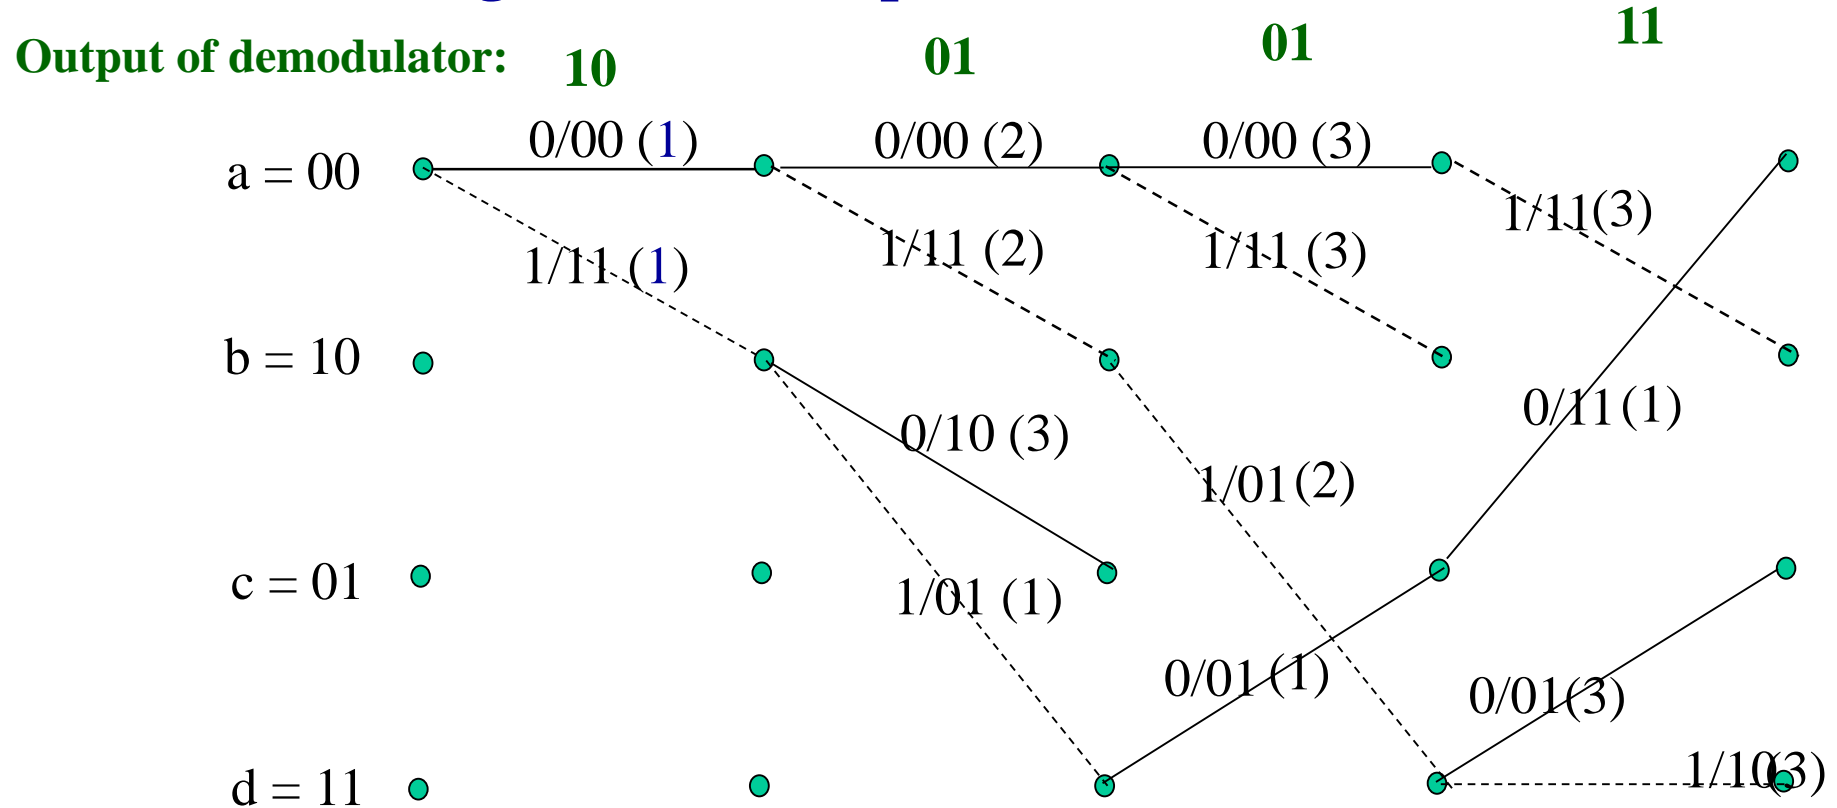 Output of demodulator: 10 01 01 11
0/00 (1) 0/00 (2) 0/00 (3)
a = 00
1/11(3)
1/11 (1) 1/11 (2) 1/11 (3)
b = 10
0/11(1)
0/10 (3)
1/01(2)
c = 01
1/01 (1)
0/01(1) 0/01(3)
d = 11
1/10(3)